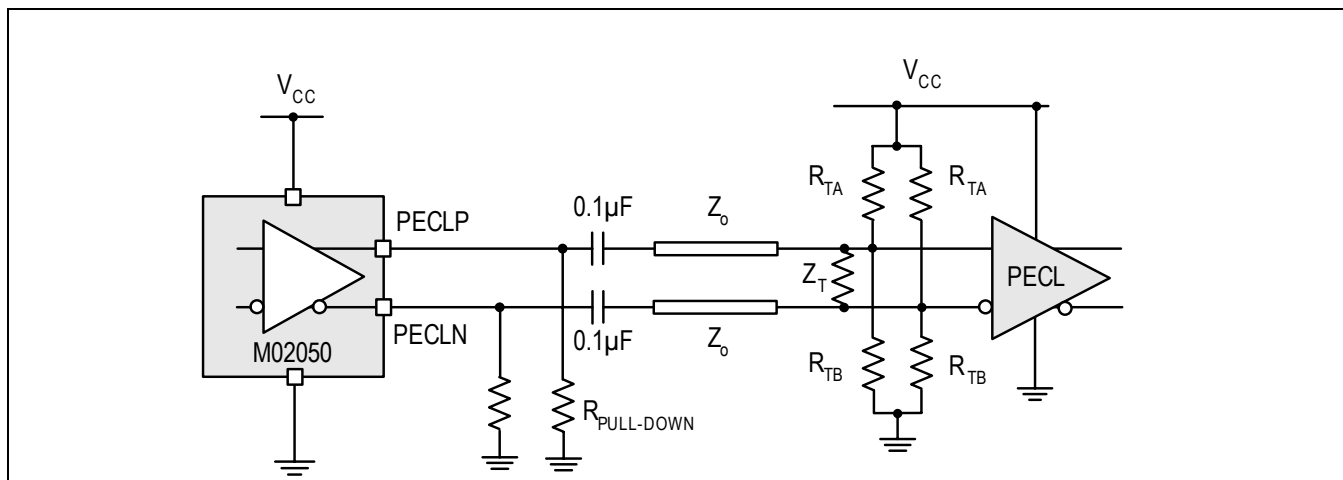 V_CC
V_CC
R_TA
R_TA
PECLP
0.1µF
Z_o
Z_T
PECL
PECLN
0.1µF
Z_o
M02050
R_TB
R_TB
R_PULL-DOWN